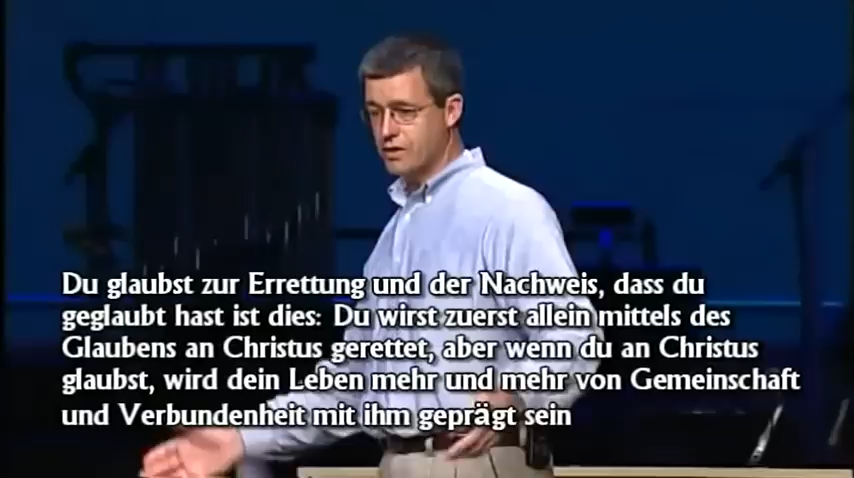 Du glaubst zur Errettung und der Nachweis, dass du
geglaubt hast ist dies: Du wirst zuerst allein mittels des
Glaubens an Christus gerettet, aber wenn du an Christus
glaubst, wird dein Leben mehr und mehr von Gemeinschaft
und Verbundenheit mit ihm geprägt sein